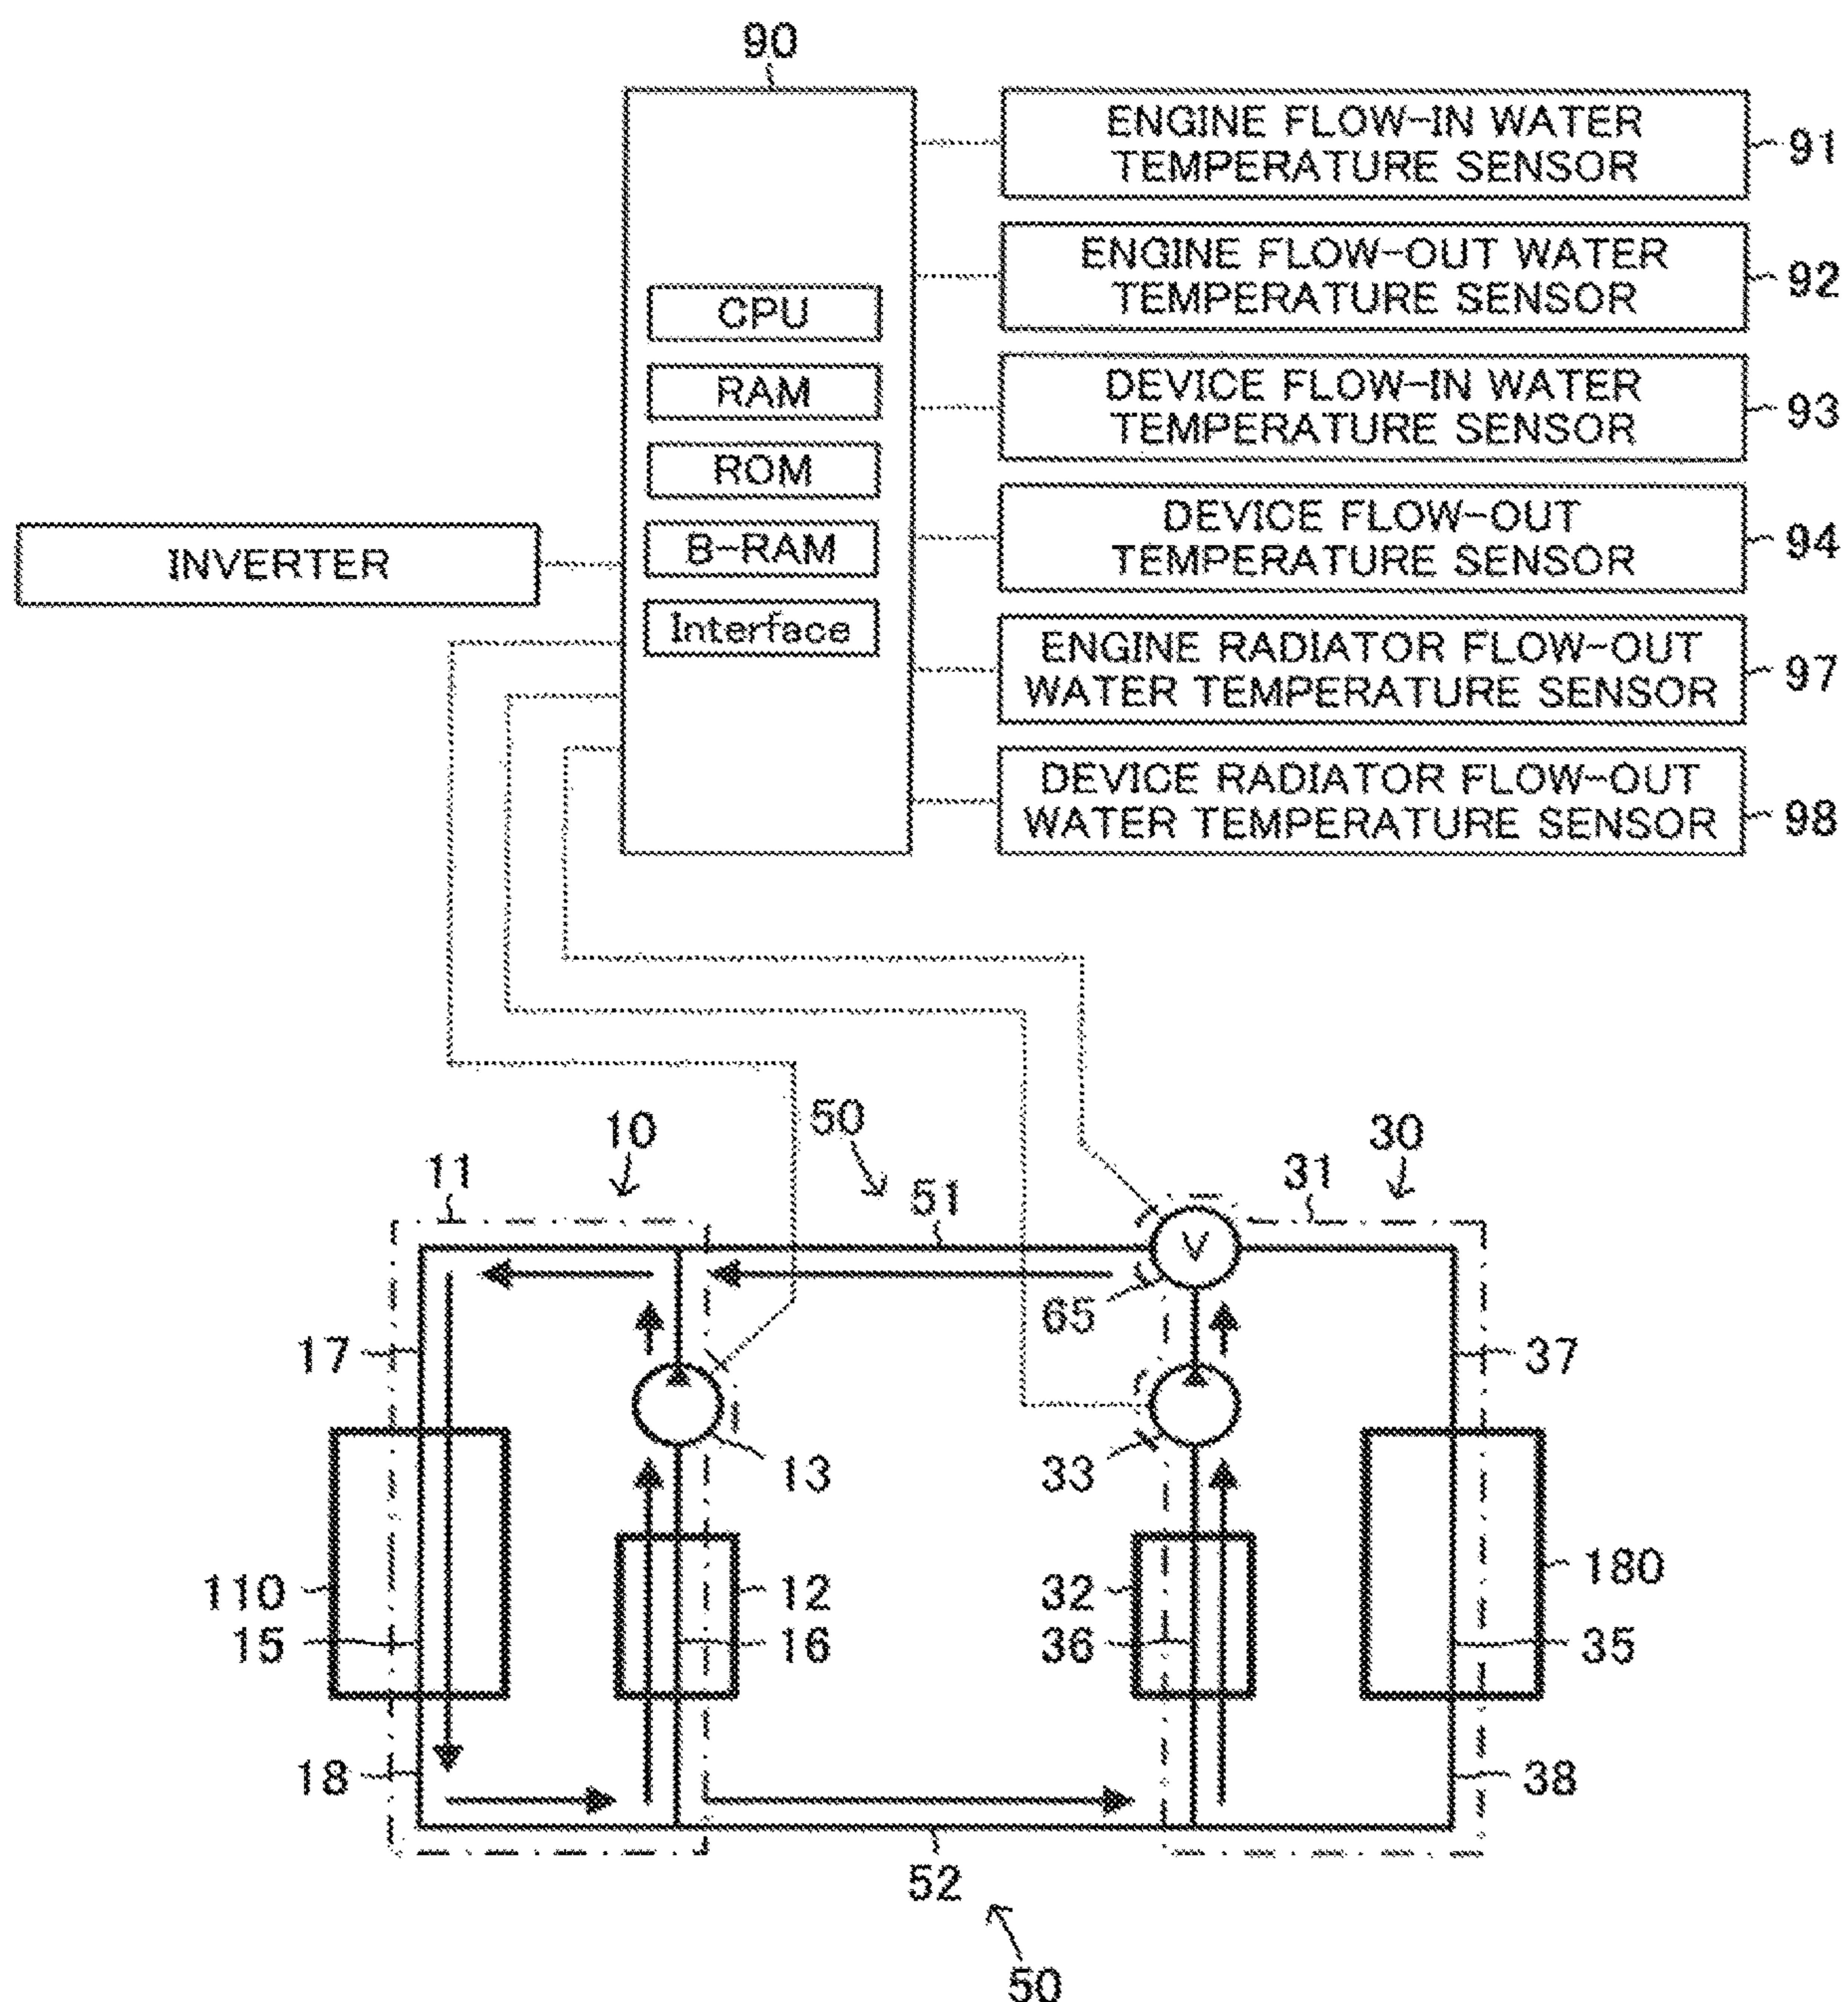 90
ENGINE FLOW-IN WATER
TEMPERATURE SENSOR
91
ENGINE FLOW-OUT WATER
TEMPERATURE SENSOR
92
CPU
DEVICE FLOW-IN WATER
TEMPERATURE SENSOR
93
RAM
ROM
DEVICE FLOW-OUT
TEMPERATURE SENSOR
94
B-RAM
INVERTER
Interface
ENGINE RADIATOR FLOW-OUT
WATER TEMPERATURE SENSOR
97
DEVICE RADIATOR FLOW-OUT
WATER TEMPERATURE SENSOR
98
11
10
50
51
31
30
V
65
17
37
13
33
110
12
32
180
15
16
36
35
18
38
52
50